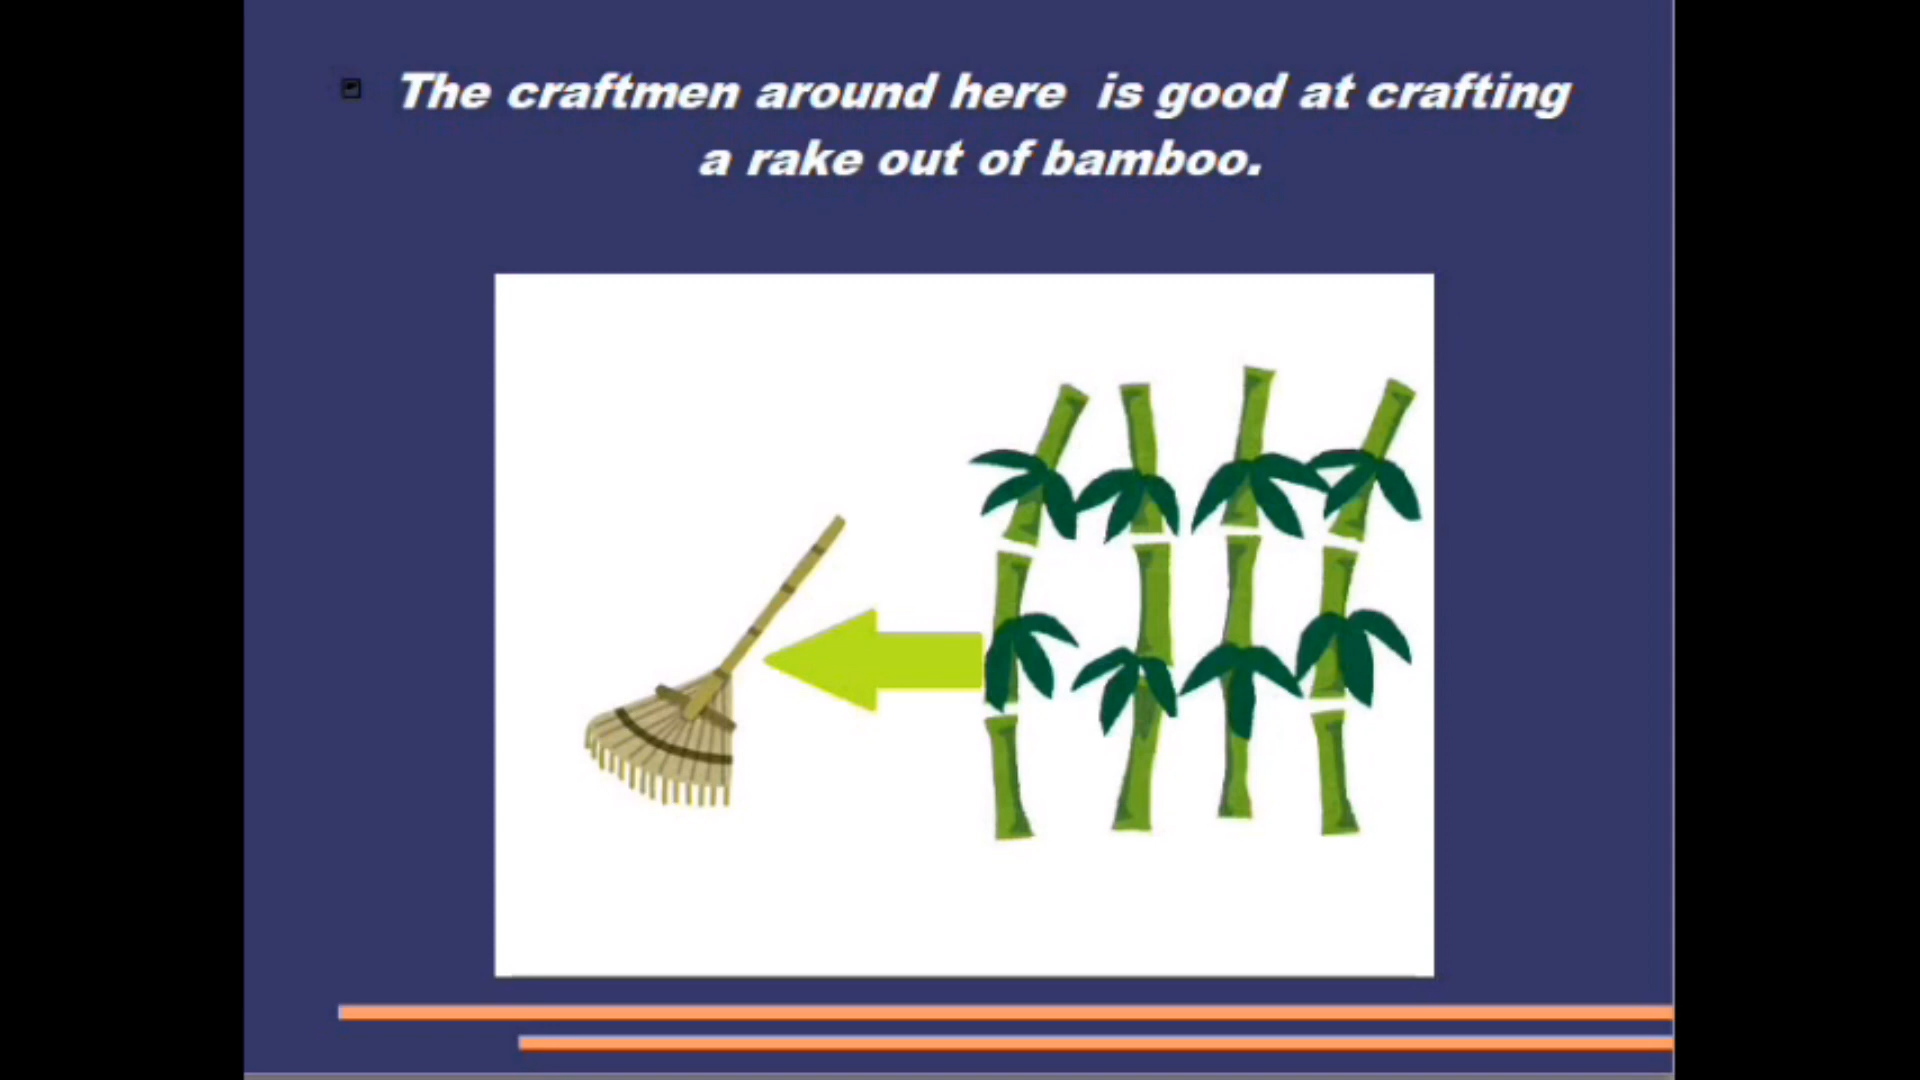 The craftmen around here is good at crafting
a rake out of bamboo.